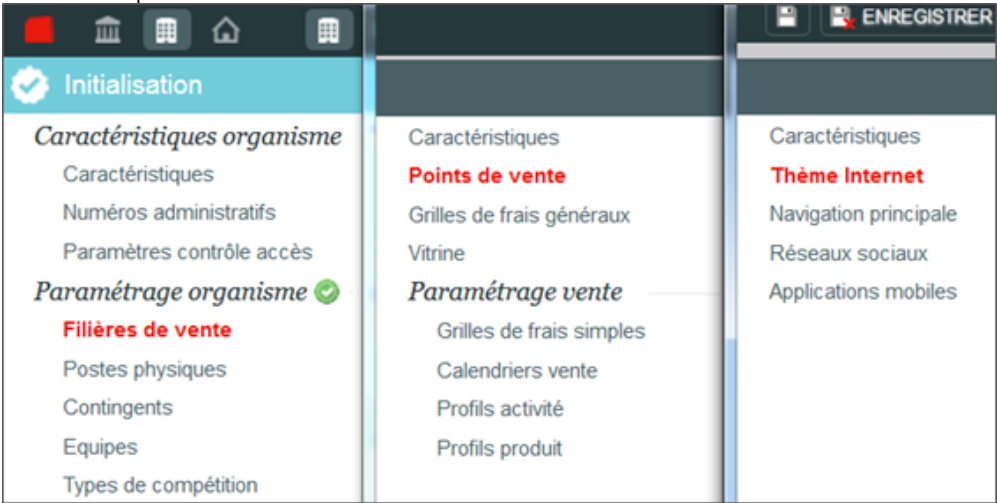 Initialisation
Caractéristiques organisme
Caractéristiques
Numéros administratifs
Paramètres contrôle accès
Paramétrage organisme
Filières de vente
Postes physiques
Contingents
Equipes
Types de compétition
Caractéristiques
Points de vente
Grilles de frais généraux
Vitrine
Paramétrage vente
Grilles de frais simples
Calendriers vente
Profils activité
Profils produit
ENREGISTRER
Caractéristiques
Thème Internet
Navigation principale
Réseaux sociaux
Applications mobiles